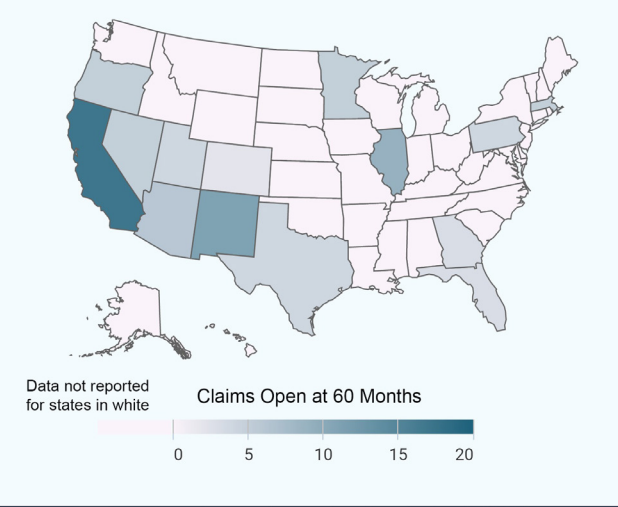 Data not reported
for states in white
Claims Open at 60 Months
0 5 10 15 20